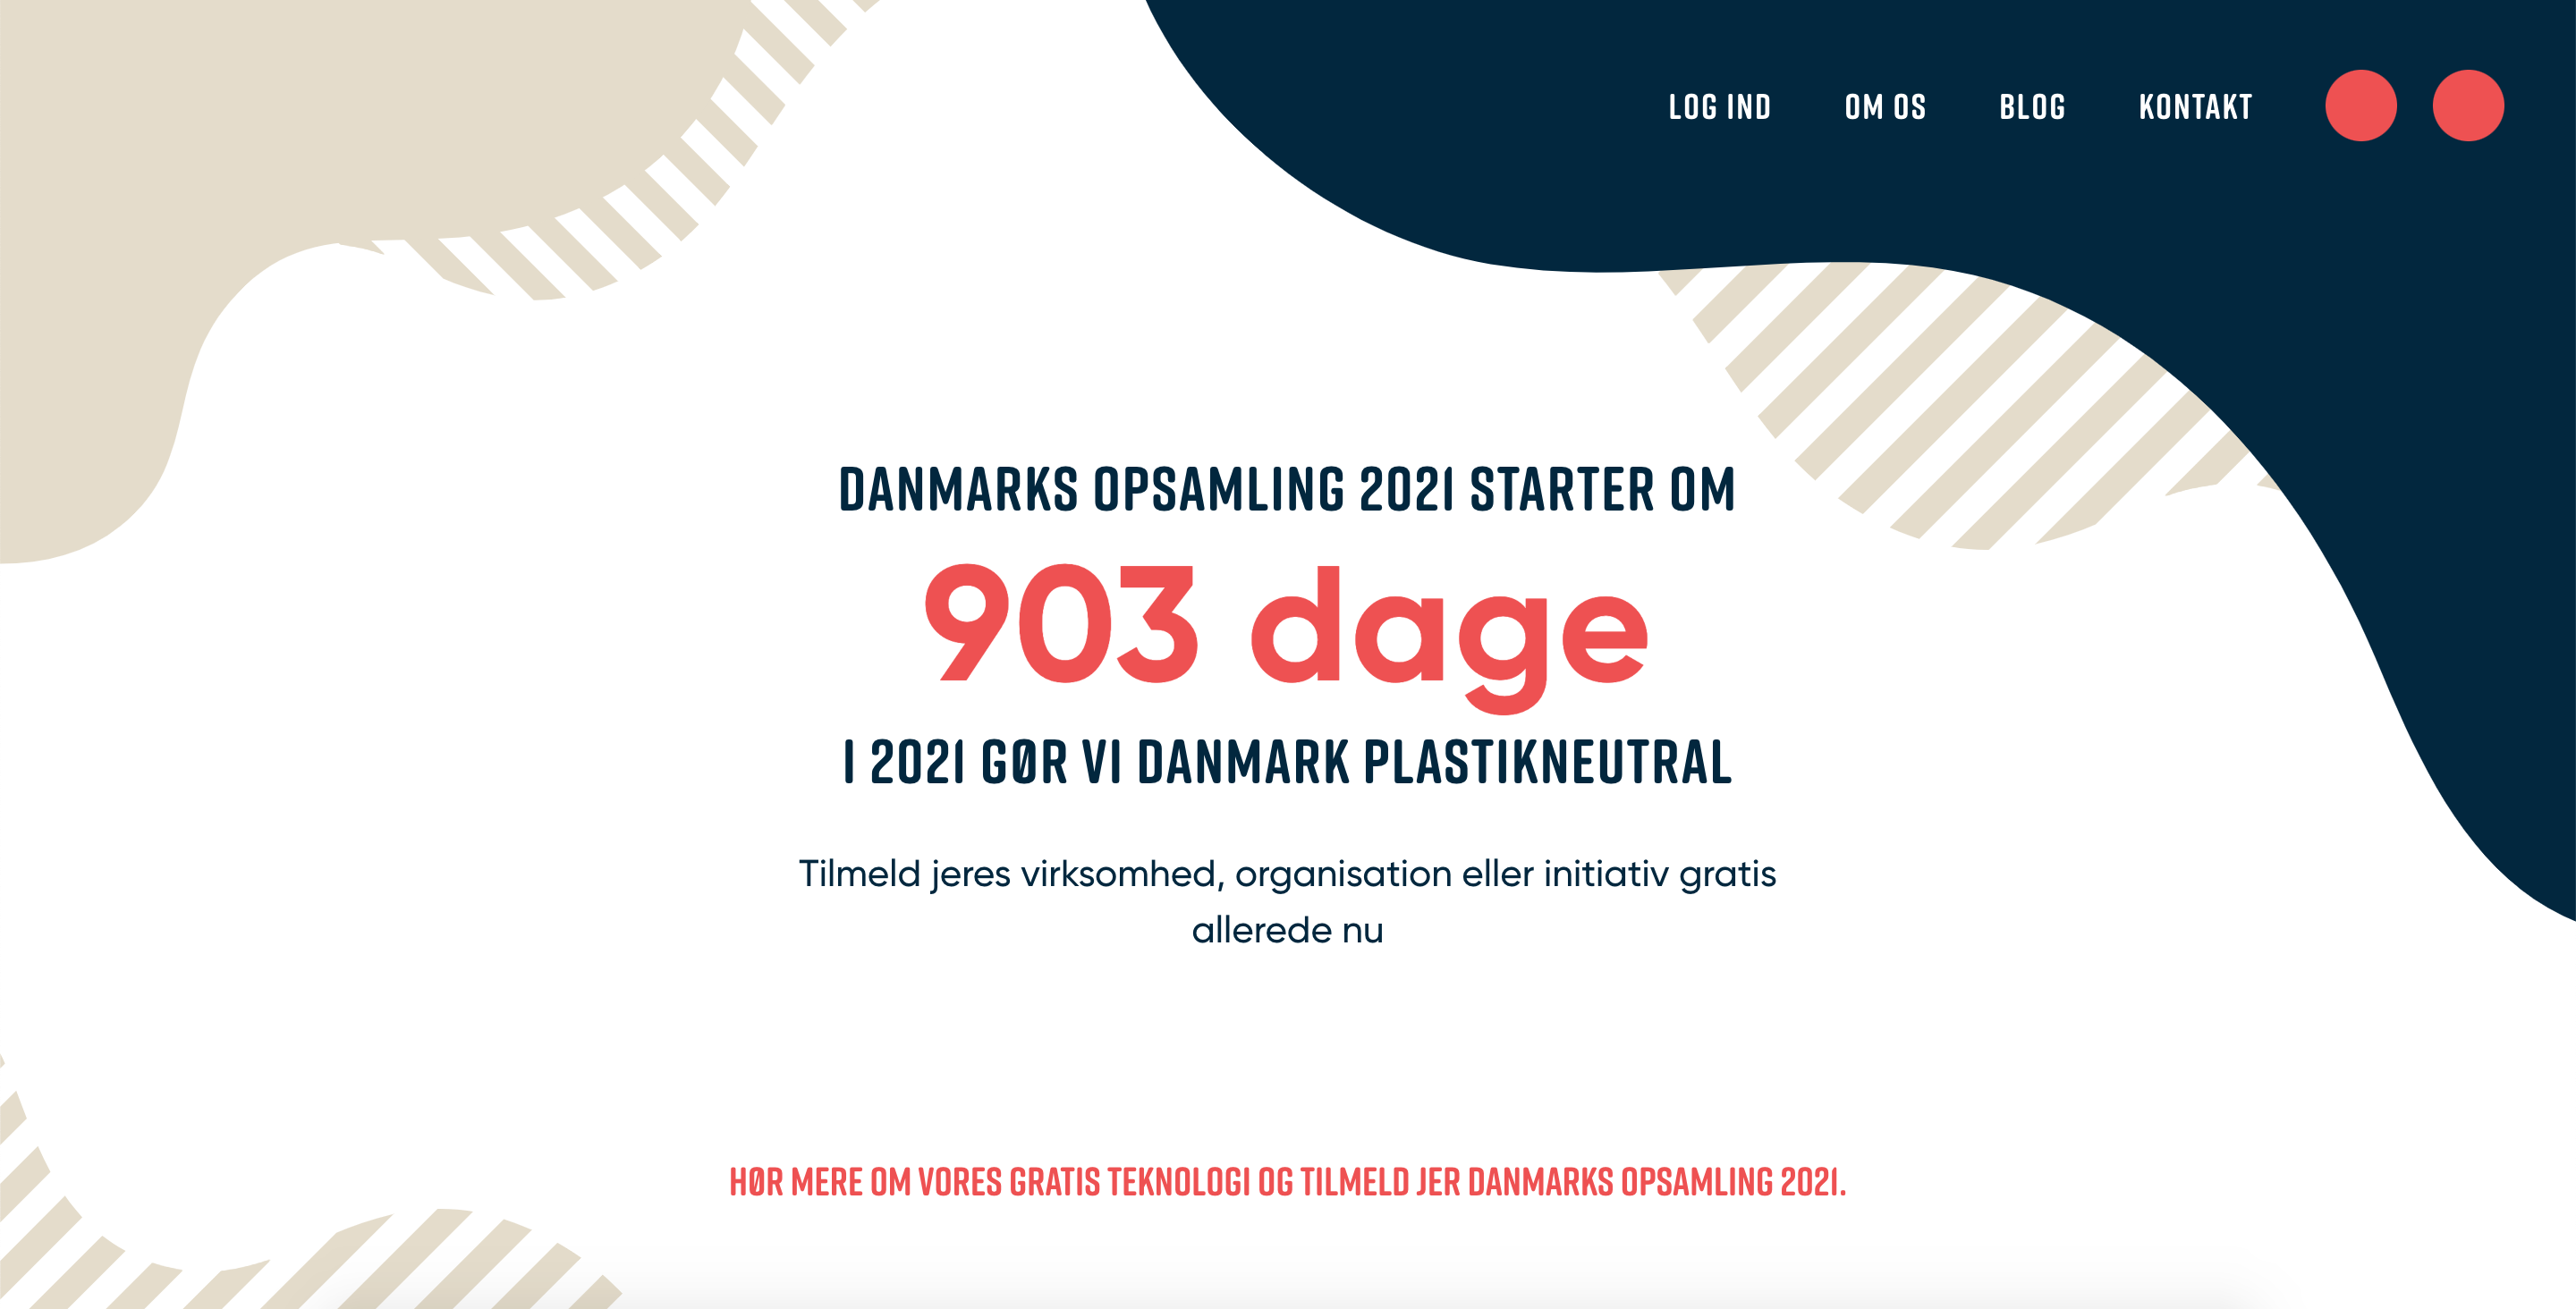 LOG IND OM OS BLOG KONTAKT
DANMARKS OPSAMLING 2021 STARTER OM
903 dage
I 2021 GØR VI DANMARK PLASTIKNEUTRAL
Tilmeld jeres virksomhed, organisation eller initiativ gratis
allerede nu
HØR MERE OM VORES GRATIS TEKNOLOGI OG TILMELD JER DANMARKS OPSAMLING 2021.